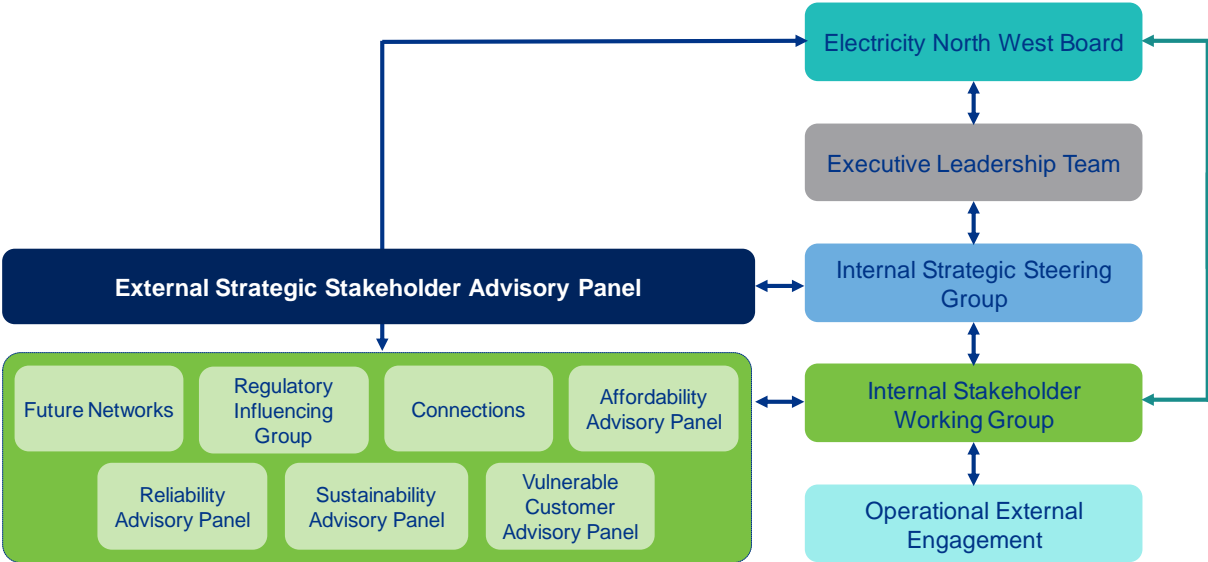 Electricity North West Board
Executive Leadership Team
External Strategic Stakeholder Advisory Panel
Internal Strategic Steering
Group
Future Networks
Regulatory
Influencing
Group
Connections
Affordability
Advisory Panel
Internal Stakeholder
Working Group
Reliability
Advisory Panel
Sustainability
Advisory Panel
Vulnerable
Customer
Advisory Panel
Operational External
Engagement